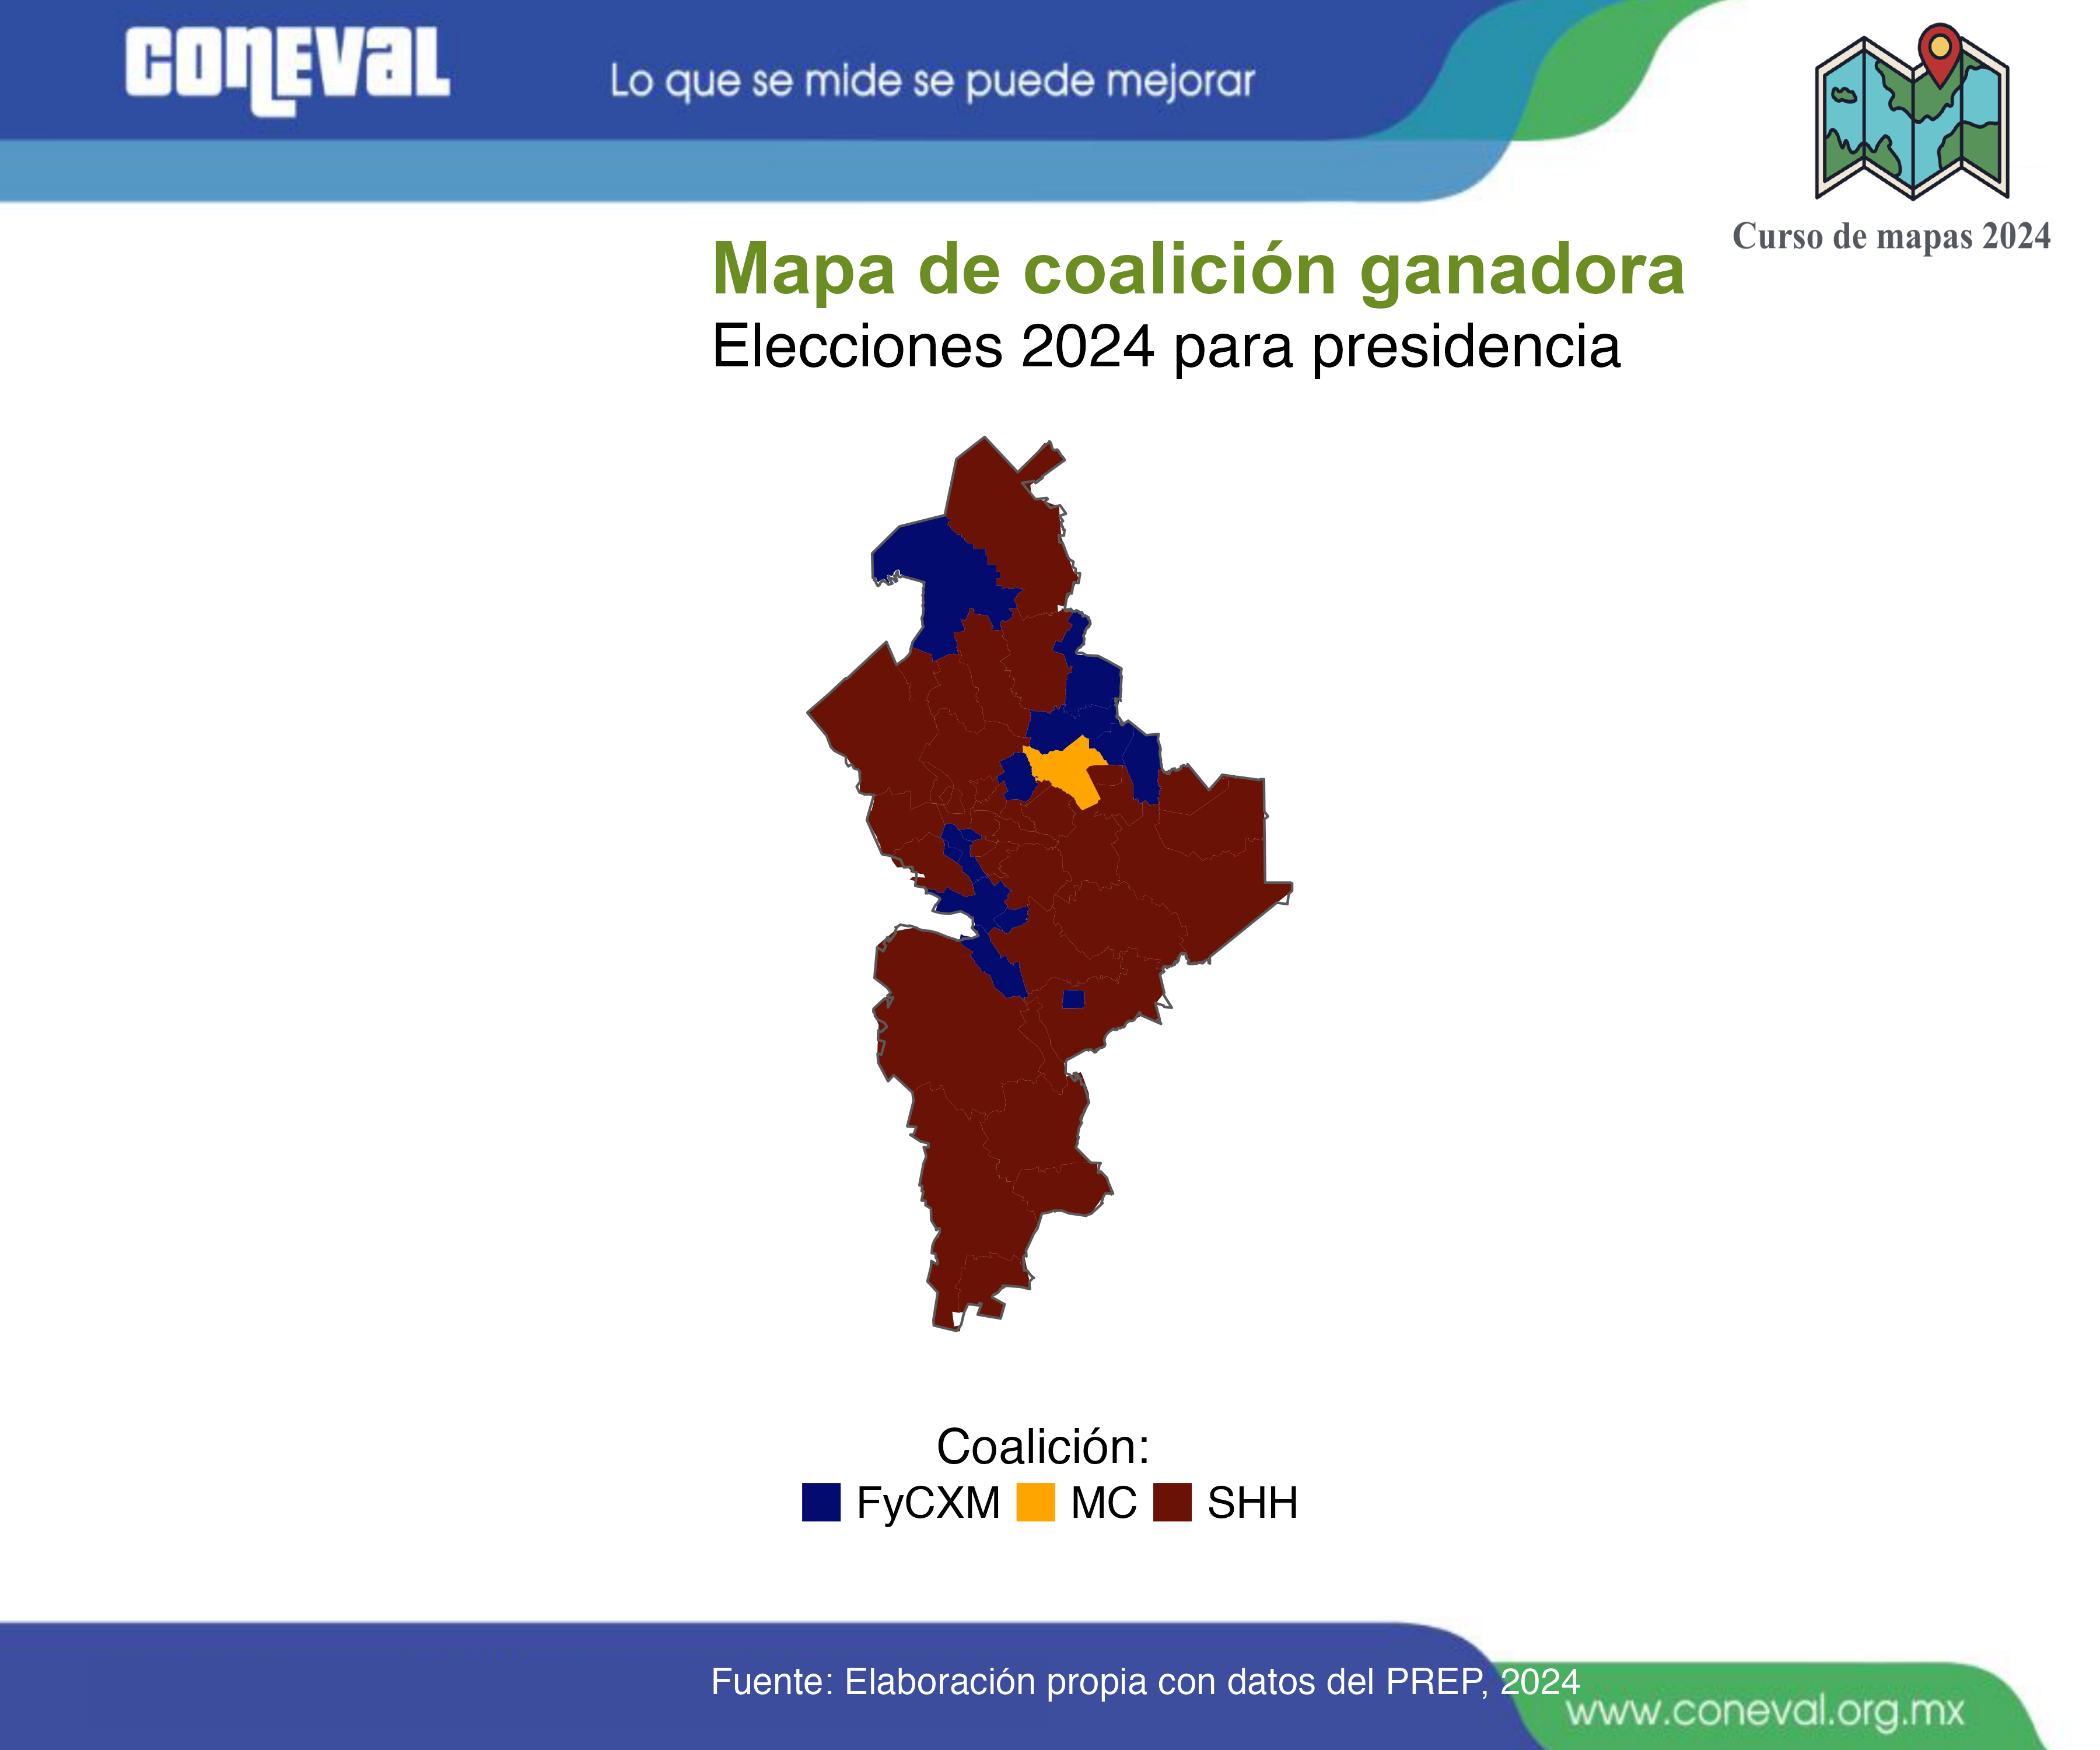 CONEVAL
Lo que se mide se puede mejorar
Curso de mapas 2024
Mapa de coalición ganadora
Elecciones 2024 para presidencia
Coalición:
FyCXM MC SHH
Fuente: Elaboración propia con datos del PREP, 2024
www.coneval.org.mx